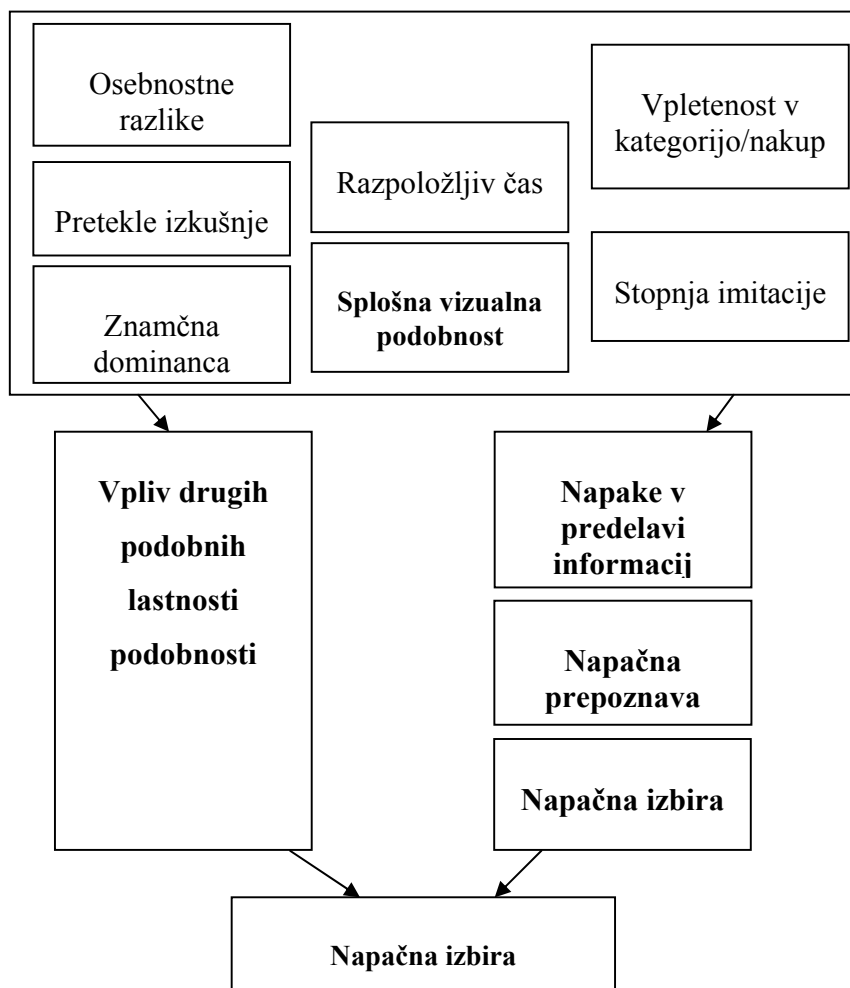 Osebnostne
razlike
Pretekle izkušnje
Znamčna
dominanca
Razpoložljiv čas
Splošna vizualna
podobnost
Vpletenost v
kategorijo/nakup
Stopnja imitacije
Vpliv drugih
podobnih
lastnosti
podobnosti
Napake v
predelavi
informacij
Napačna
prepoznava
Napačna izbira
Napačna izbira